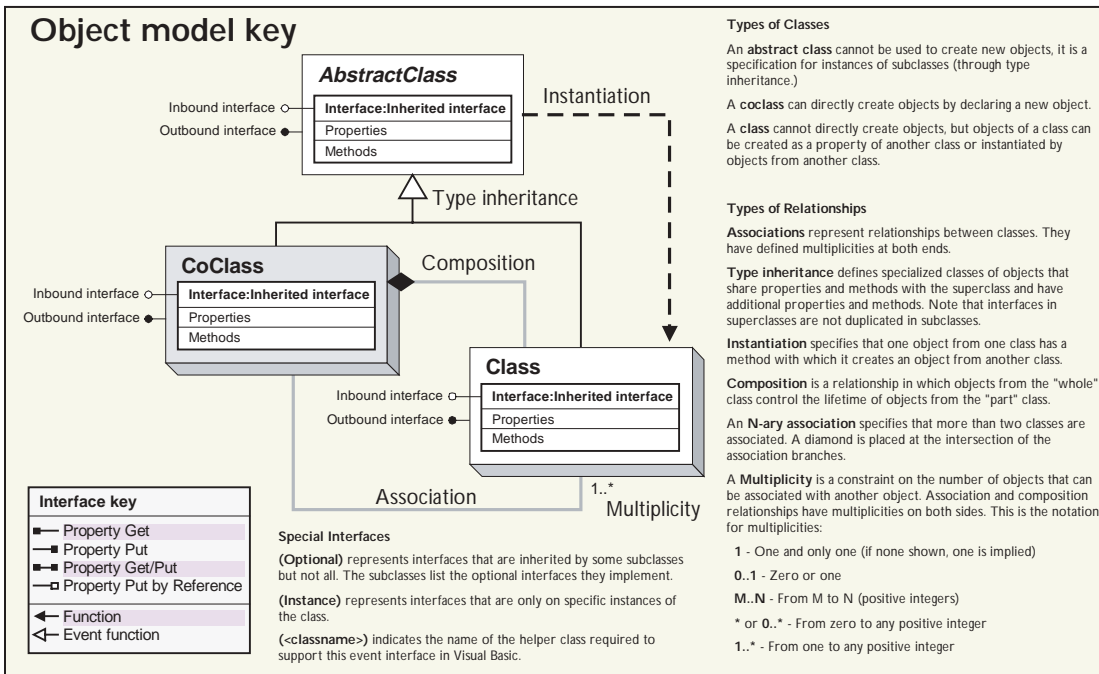 Object model key
AbstractClass
Inbound interface
Outbound interface
Interface:Inherited interface
Properties
Methods
Instantiation
Type inheritance
CoClass
Inbound interface
Outbound interface
Interface:Inherited interface
Properties
Methods
Composition
Class
Inbound interface
Outbound interface
Interface:Inherited interface
Properties
Methods
Association
1..*
Multiplicity
Interface key
Property Get
Property Put
Property Get/Put
Property Put by Reference
Function
Event function
Special Interfaces
(Optional) represents interfaces that are inherited by some subclasses
but not all. The subclasses list the optional interfaces they implement.
(Instance) represents interfaces that are only on specific instances of
the class.
(<classname>) indicates the name of the helper class required to
support this event interface in Visual Basic.
Types of Classes
An abstract class cannot be used to create new objects, it is a
specification for instances of subclasses (through type
inheritance.)
A coclass can directly create objects by declaring a new object.
A class cannot directly create objects, but objects of a class can
be created as a property of another class or instantiated by
objects from another class.
Types of Relationships
Associations represent relationships between classes. They
have defined multiplicities at both ends.
Type inheritance defines specialized classes of objects that
share properties and methods with the superclass and have
additional properties and methods. Note that interfaces in
superclasses are not duplicated in subclasses.
Instantiation specifies that one object from one class has a
method with which it creates an object from another class.
Composition is a relationship in which objects from the "whole"
class control the lifetime of objects from the "part" class.
An N-ary association specifies that more than two classes are
associated. A diamond is placed at the intersection of the
association branches.
A Multiplicity is a constraint on the number of objects that can
be associated with another object. Association and composition
relationships have multiplicities on both sides. This is the notation
for multiplicities:
1 - One and only one (if none shown, one is implied)
0..1 - Zero or one
M..N - From M to N (positive integers)
* or 0..* - From zero to any positive integer
1..* - From one to any positive integer